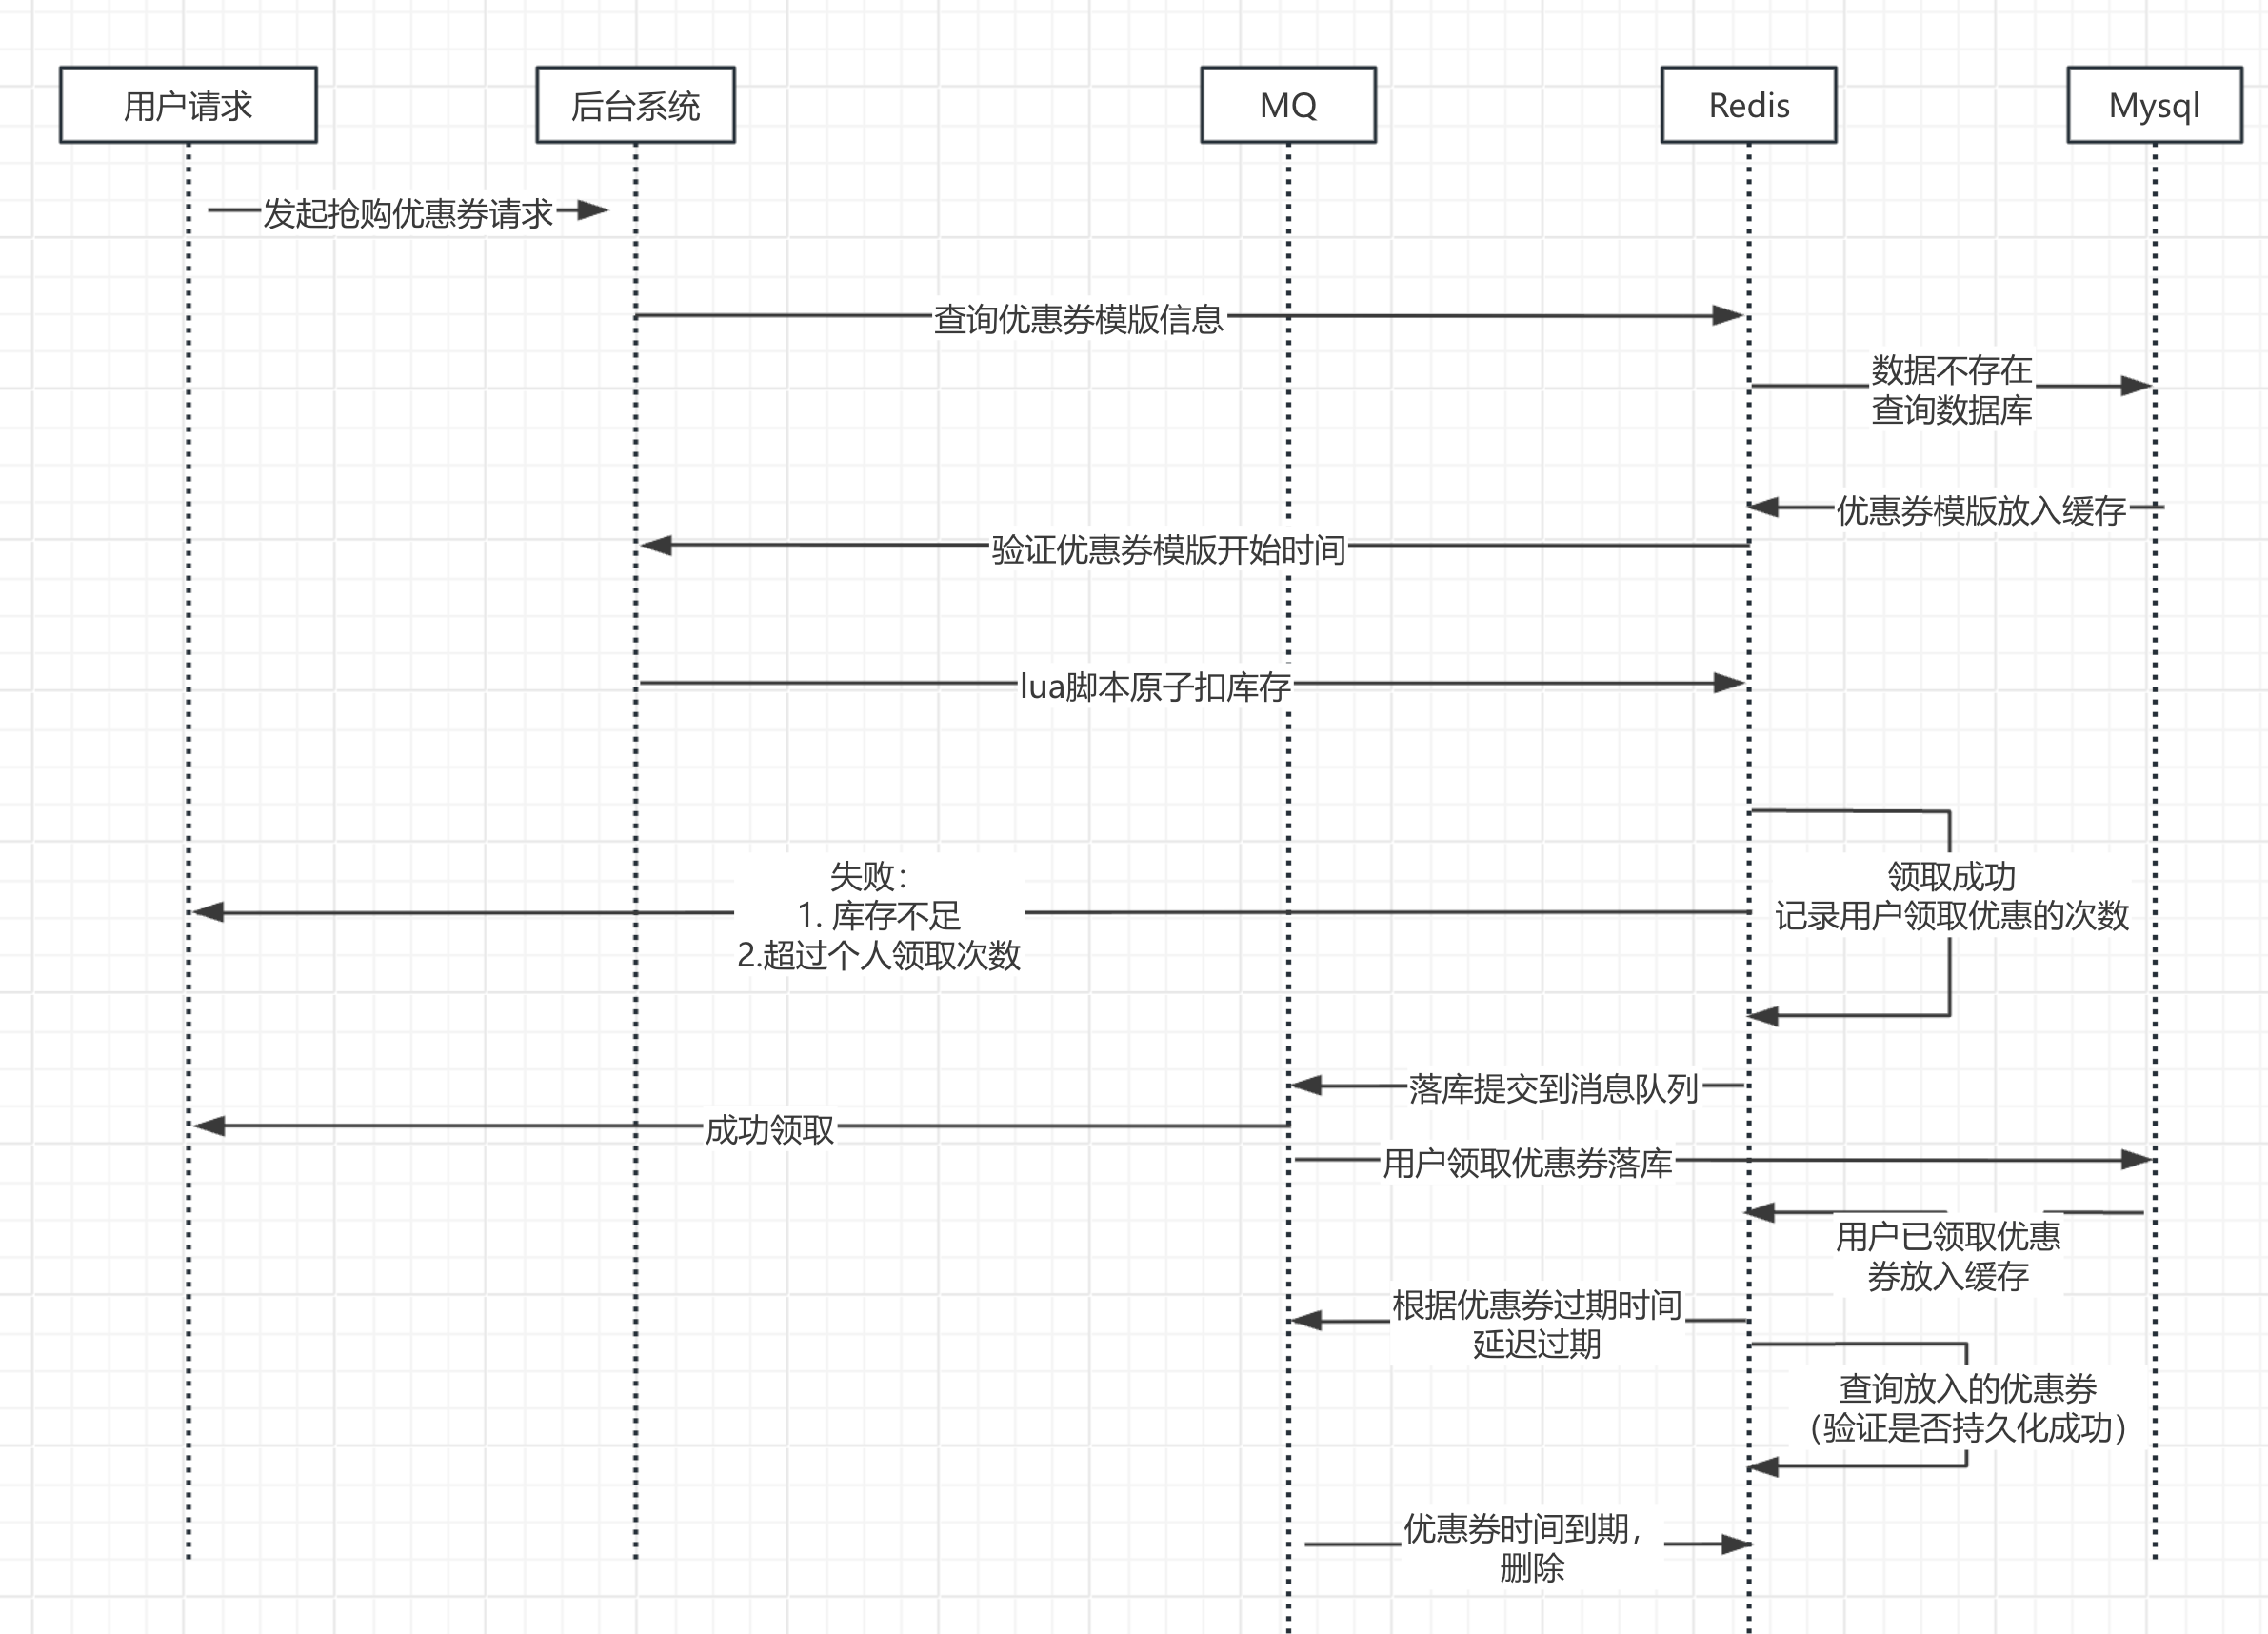 用户请求
后台系统
MQ
Redis
Mysql
发起抢购优惠券请求
查询优惠券模版信息
数据不存在
查询数据库
优惠券模版放入缓存
验证优惠券模版开始时间
lua脚本原子扣库存
失败：
1. 库存不足
2.超过个人领取次数
领取成功
记录用户领取优惠的次数
落库提交到消息队列
成功领取
用户领取优惠券落库
用户已领取优惠
券放入缓存
根据优惠券过期时间
延迟过期
查询放入的优惠券
（验证是否持久化成功）
优惠券时间到期，
删除